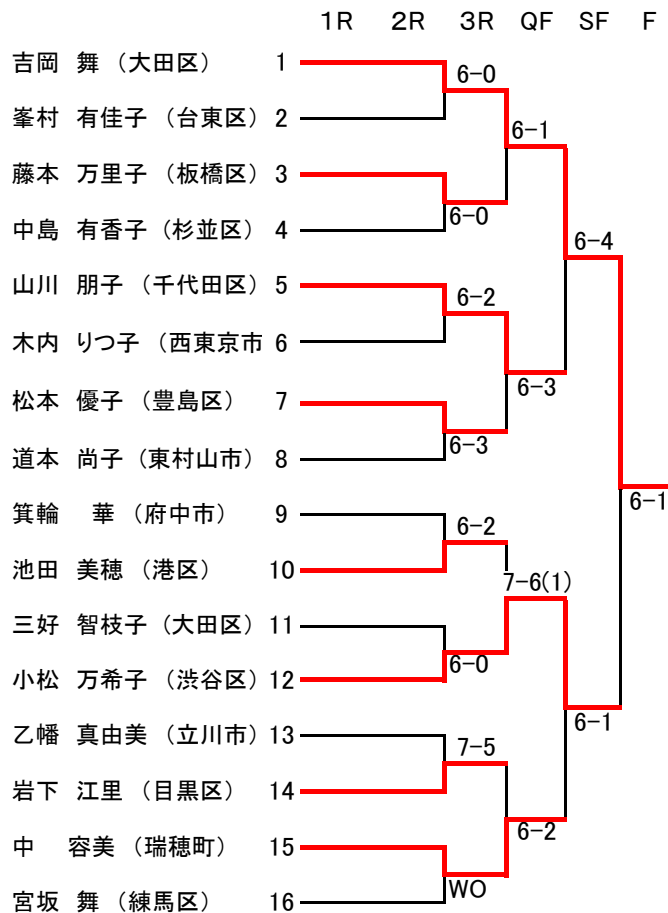 1R 2R 3R QF SF F
吉岡 舞 (大田区) 1
6-0
峯村 有佳子 (台東区) 2
6-1
藤本 万里子 (板橋区) 3
6-0
中島 有香子 (杉並区) 4
6-4
山川 朋子 (千代田区) 5
6-2
木内 りつ子 (西東京市 6
6-3
松本 優子 (豊島区) 7
6-3
道本 尚子 (東村山市) 8
6-1
箕輪 華 (府中市) 9
6-2
池田 美穂 (港区) 10
7-6(1)
三好 智枝子 (大田区) 11
6-0
小松 万希子 (渋谷区) 12
6-1
乙幡 真由美 (立川市) 13
7-5
岩下 江里 (目黒区) 14
6-2
中 容美 (瑞穂町) 15
WO
宮坂 舞 (練馬区) 16